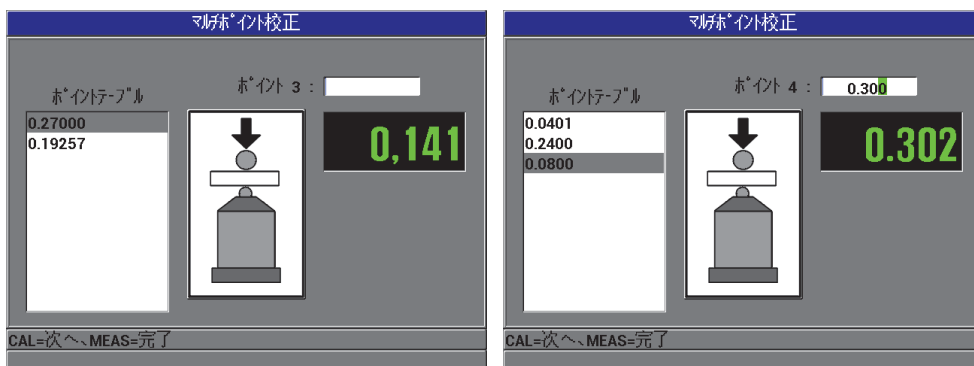 マルチポイント校正
ポイント 3 :
ポイントテーブル
0.27000
0.19257
0,141
CAL=次へ、MEAS=完了
マルチポイント校正
ポイント 4 : 0.300
ポイントテーブル
0.0401
0.2400
0.0800
0.302
CAL=次へ、MEAS=完了